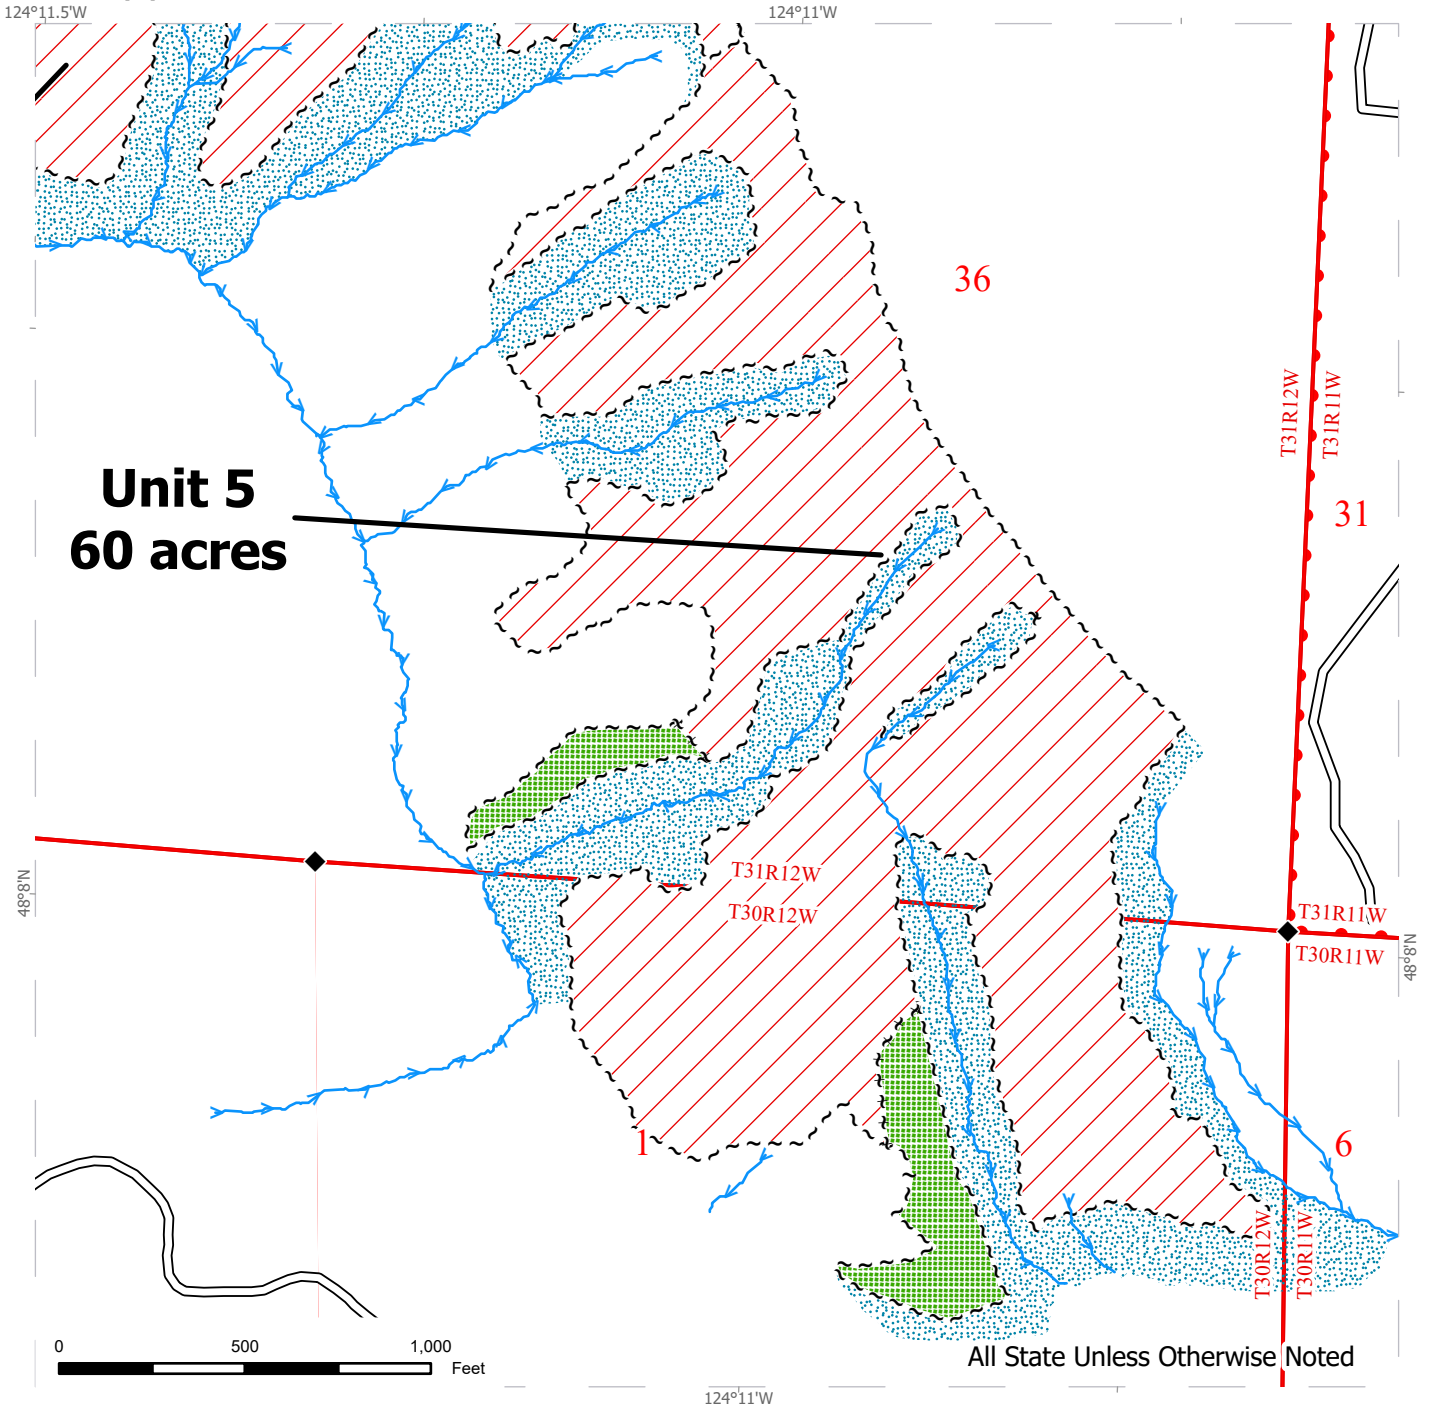 124°11.5'W
124°11'W
36
T31R12W
T31R11W
Unit 5
60 acres
31
T31R12W
T30R12W
T31R11W
T30R11W
48°8'N
48°8'N
1
6
T30R12W
T30R11W
0 500 1,000
Feet
All State Unless Otherwise Noted
124°11'W